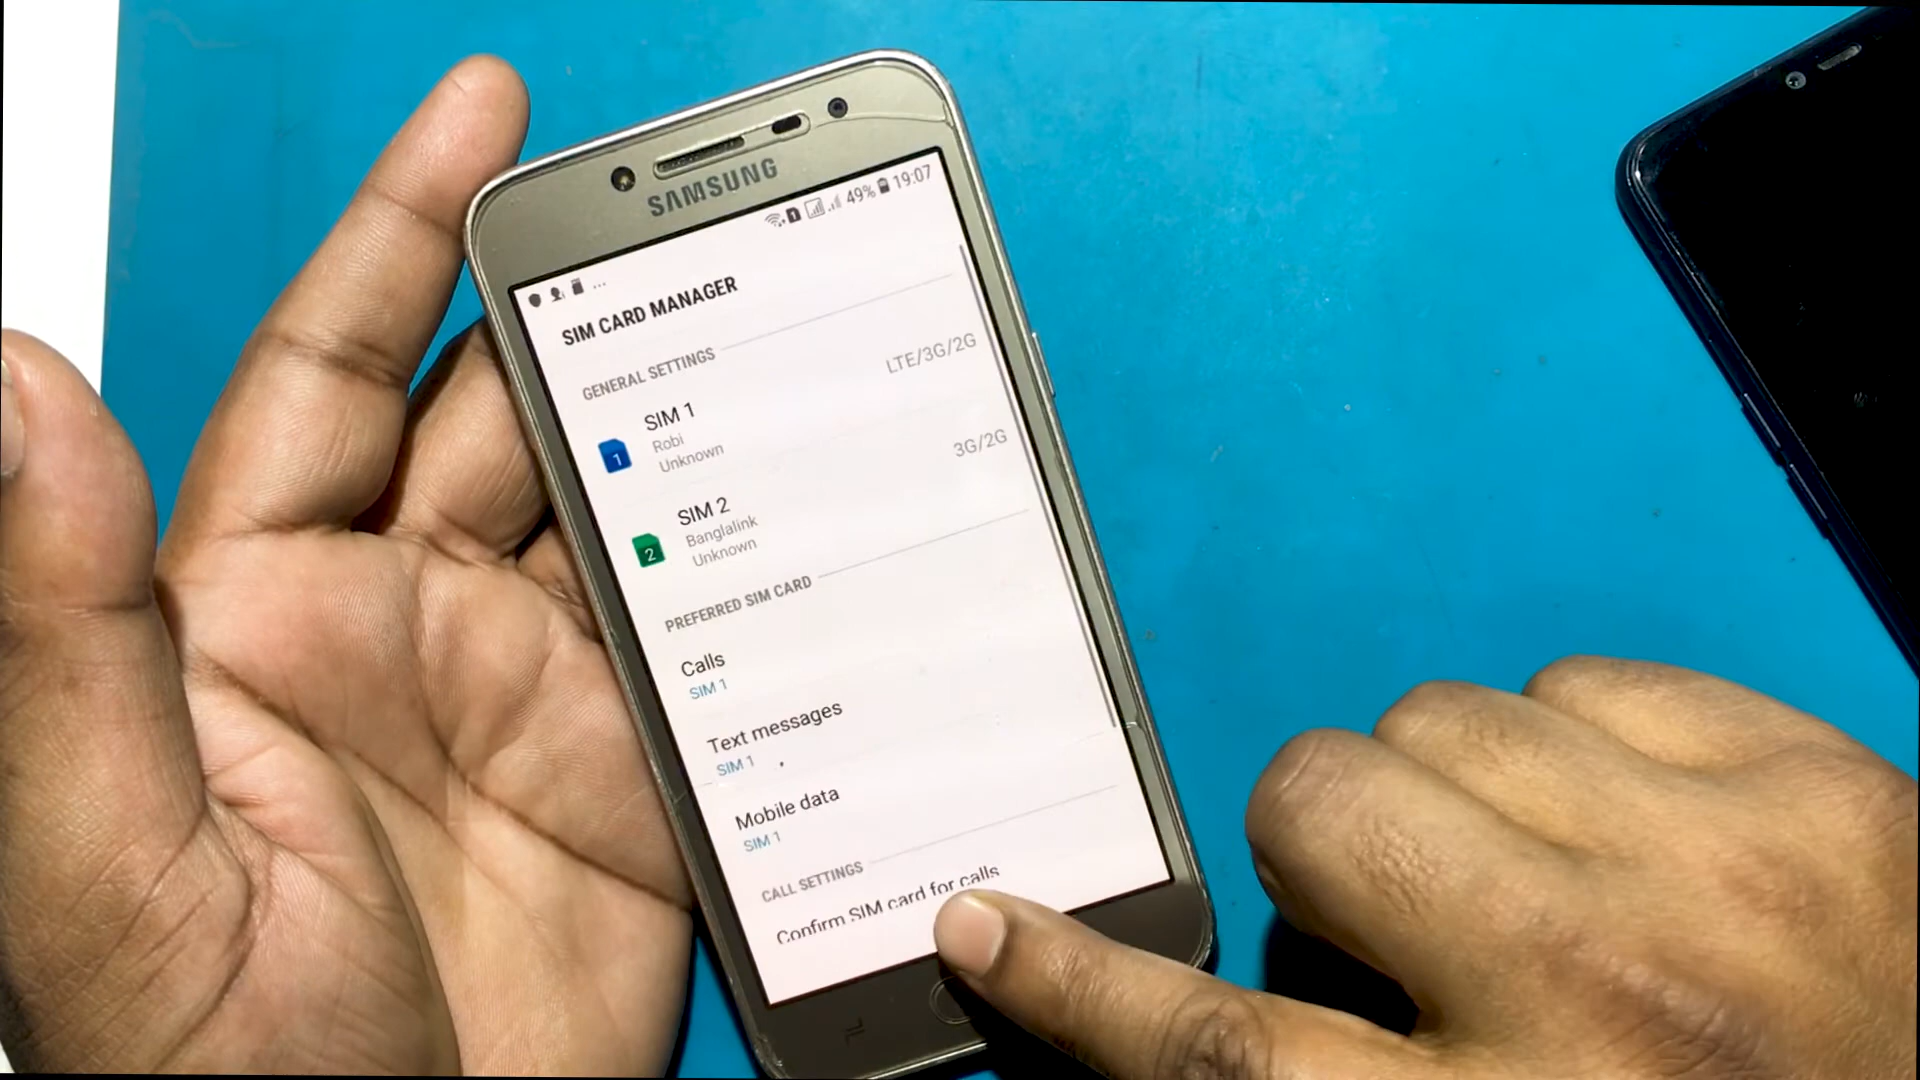 SAMSUNG
49% 19:07
SIM CARD MANAGER
GENERAL SETTINGS
SIM 1
LTE/3G/2G
1
Robi
Unknown
SIM 2
3G/2G
2
Banglalink
Unknown
PREFERRED SIM CARD
Calls
SIM 1
Text messages
SIM 1
Mobile data
SIM 1
CALL SETTINGS
Confirm SIM card for calls